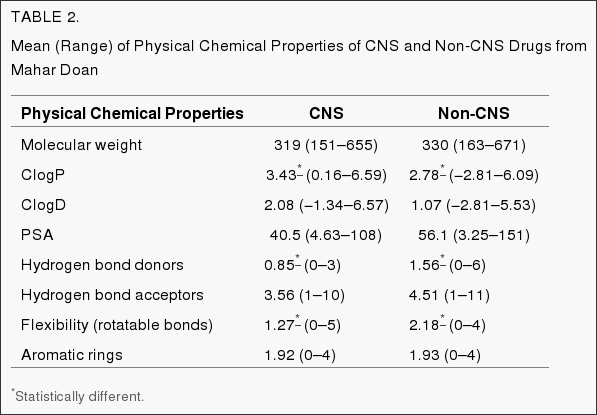 TABLE 2.
Mean (Range) of Physical Chemical Properties of CNS and Non-CNS Drugs from
Mahar Doan
Physical Chemical Properties CNS Non-CNS
Molecular weight 319 (151–655) 330 (163–671)
ClogP 3.43* (0.16–6.59) 2.78* (−2.81–6.09)
ClogD 2.08 (−1.34–6.57) 1.07 (−2.81–5.53)
PSA 40.5 (4.63–108) 56.1 (3.25–151)
Hydrogen bond donors 0.85* (0–3) 1.56* (0–6)
Hydrogen bond acceptors 3.56 (1–10) 4.51 (1–11)
Flexibility (rotatable bonds) 1.27* (0–5) 2.18* (0–4)
Aromatic rings 1.92 (0–4) 1.93 (0–4)
*Statistically different.